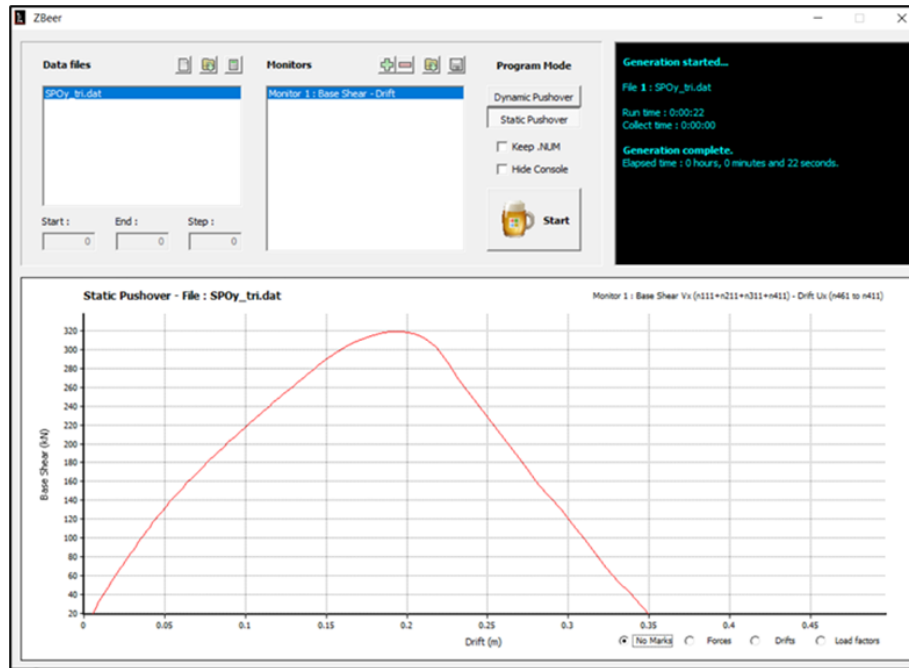 ZBeer
Data files
Monitors
Program Mode
SPOy_tri.dat
Monitor 1 : Base Shear - Drift
Dynamic Pushover
Static Pushover
Keep .NUM
Hide Console
Start
Start :
End :
Step :
0
0
0
Generation started...
File 1 : SPOy_tri.dat
Run time : 0:00:22
Collect time : 0:00:00
Generation complete.
Elapsed time : 0 hours, 0 minutes and 22 seconds.
Static Pushover - File : SPOy_tri.dat
Monitor 1 : Base Shear Vx (n111+n211+n311+n411) - Drift Ux (n461 to n411)
Base Shear (kN)
320
300
280
260
240
220
200
180
160
140
120
100
80
60
40
20
0
0.05
0.1
0.15
0.2
0.25
0.3
0.35
0.4
0.45
Drift (m)
No Marks
Forces
Drifts
Load factors